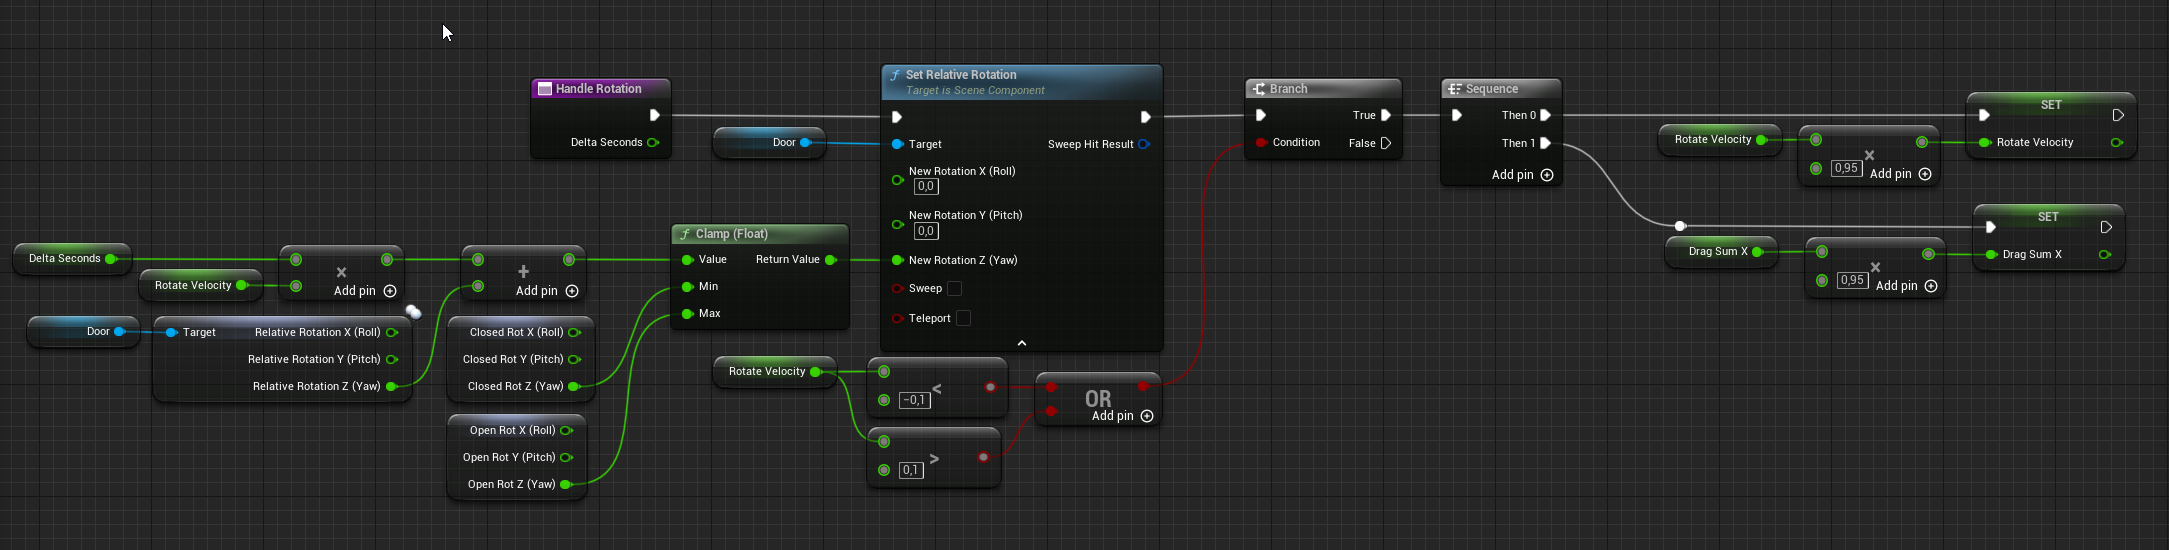 Handle Rotation
Delta Seconds
Door
Set Relative Rotation
Target is Scene Component
Target
Sweep Hit Result
New Rotation X (Roll)
0,0
New Rotation Y (Pitch)
0,0
New Rotation Z (Yaw)
Sweep
Teleport
Branch
True
Condition
False
Sequence
Then 0
Then 1
Add pin
Rotate Velocity
×
0,95
Add pin
SET
Rotate Velocity
Drag Sum X
×
0,95
Add pin
SET
Drag Sum X
Delta Seconds
Rotate Velocity
×
Add pin
+
Add pin
Clamp (Float)
Value
Return Value
Min
Max
Door
Target
Relative Rotation X (Roll)
Relative Rotation Y (Pitch)
Relative Rotation Z (Yaw)
Closed Rot X (Roll)
Closed Rot Y (Pitch)
Closed Rot Z (Yaw)
Open Rot X (Roll)
Open Rot Y (Pitch)
Open Rot Z (Yaw)
Rotate Velocity
<
−0,1
>
0,1
OR
Add pin